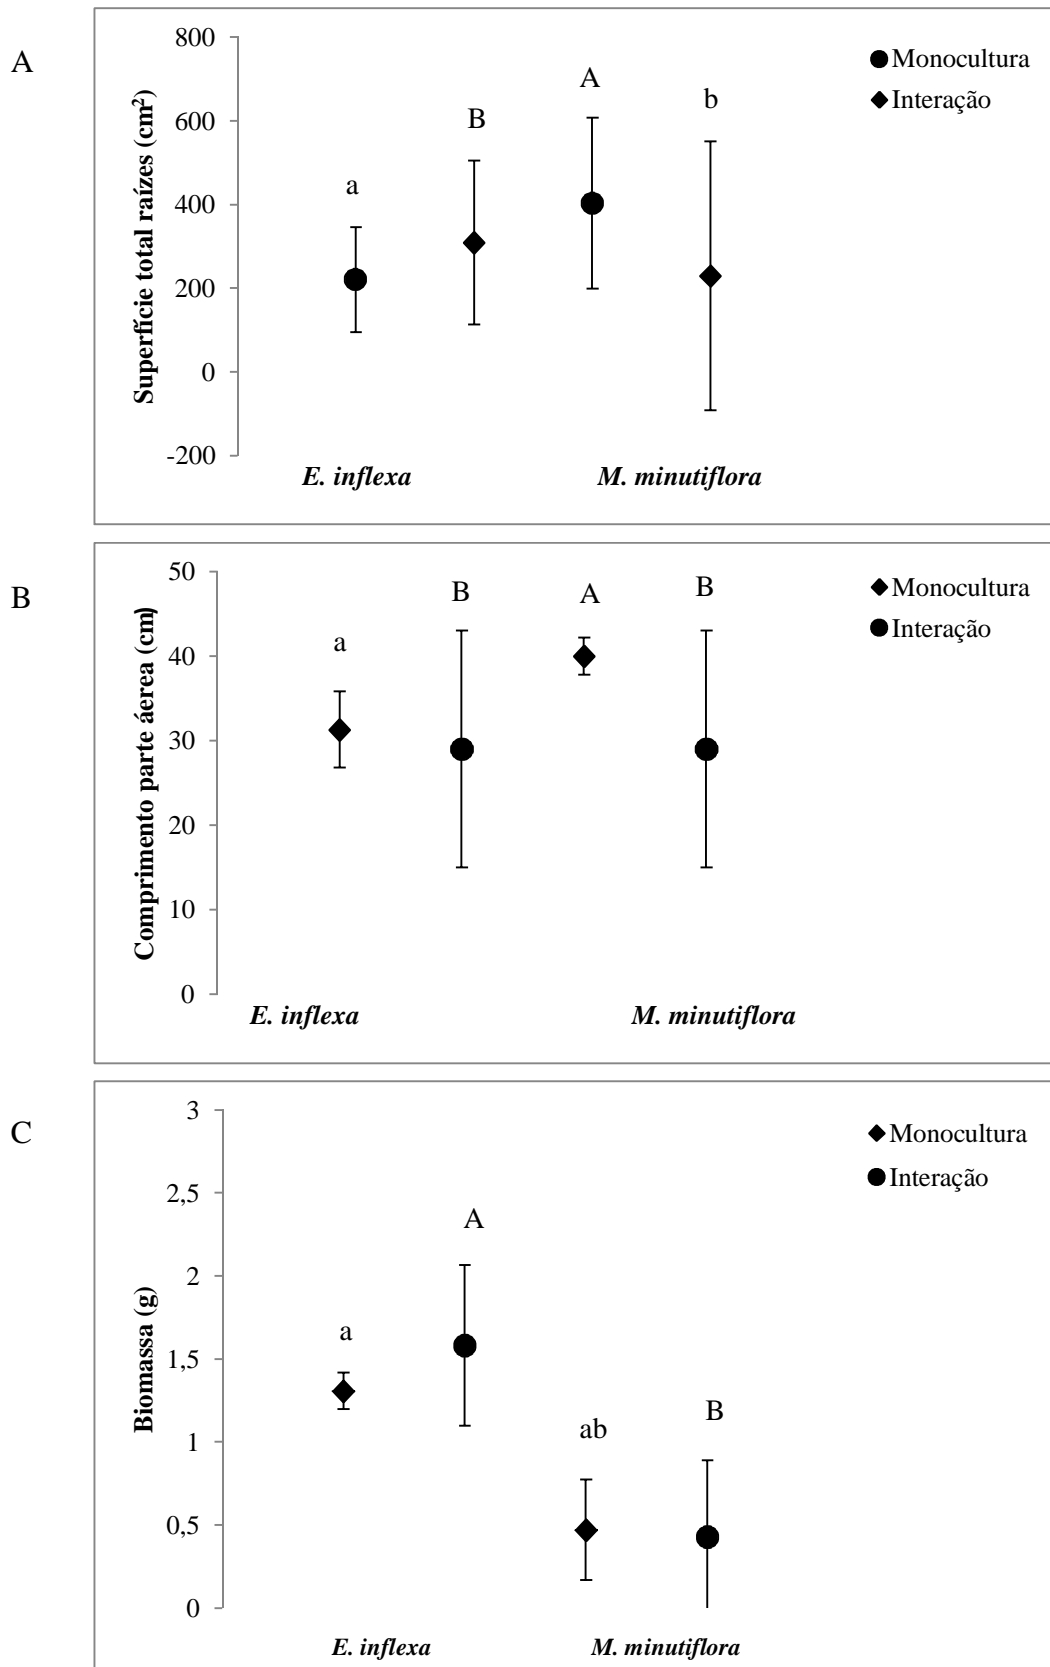 A
800
600
400
200
0
-200
Superfície total raízes (cm²)
a
B
A
b
Monocultura
Interação
E. inflexa
M. minutiflora
B
50
40
30
20
10
0
Comprimento parte áerea (cm)
a
B
A
B
Monocultura
Interação
E. inflexa
M. minutiflora
C
3
2,5
2
1,5
1
0,5
0
Biomassa (g)
a
A
ab
B
Monocultura
Interação
E. inflexa
M. minutiflora